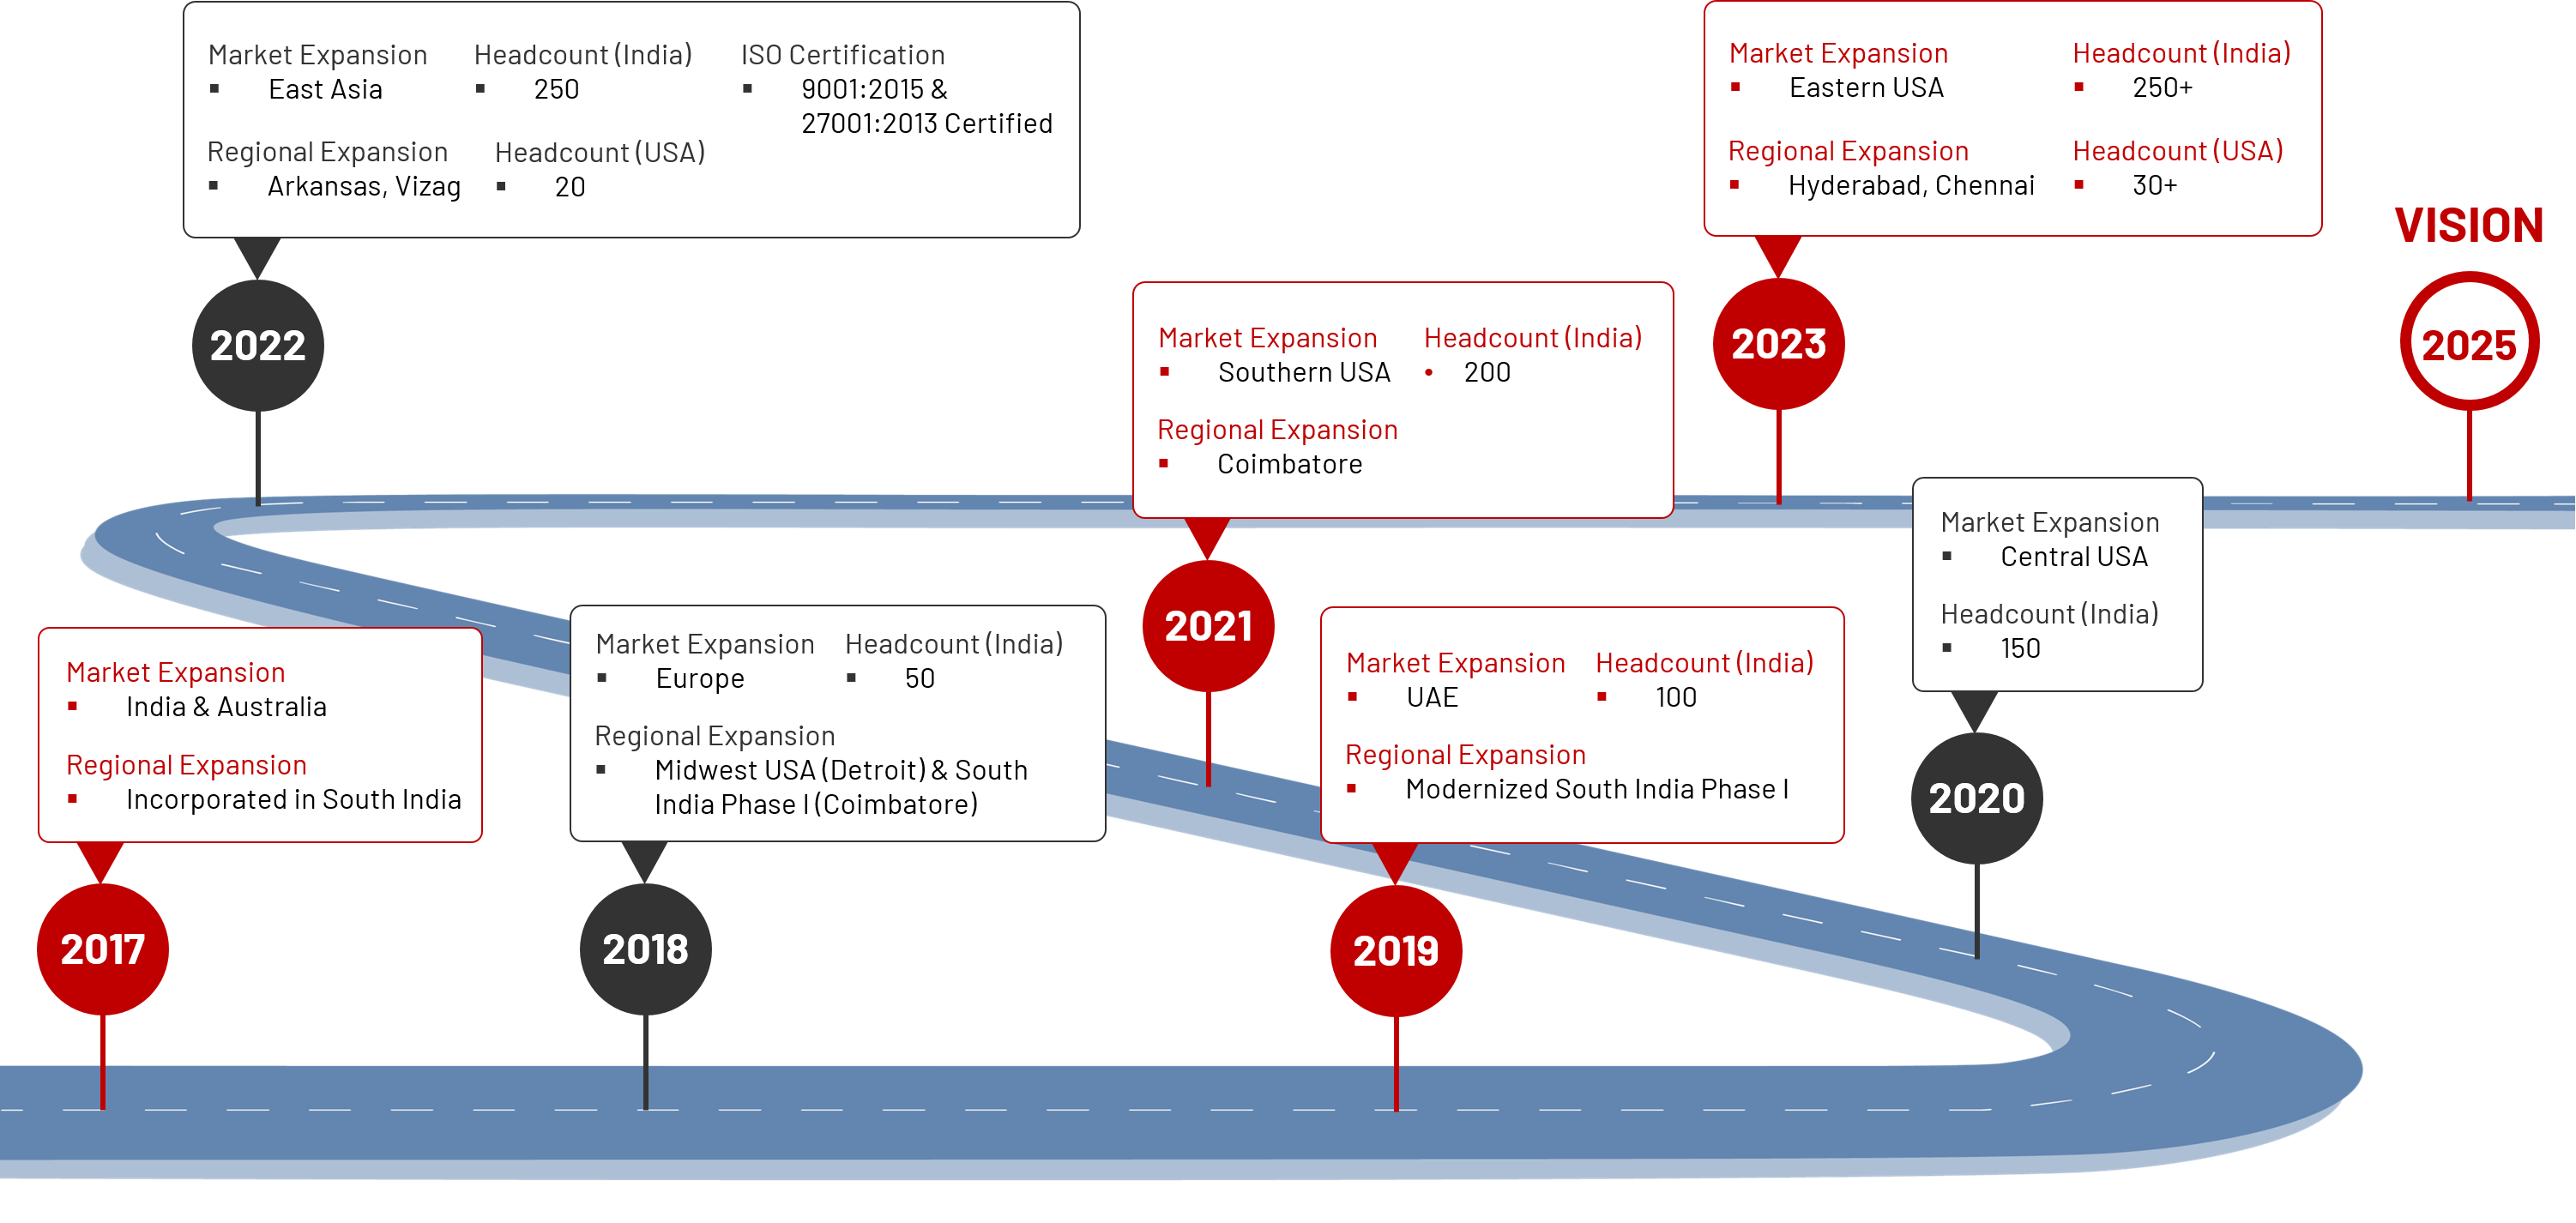 Market Expansion
East Asia
Regional Expansion
Arkansas, Vizag
Headcount (India)
250
Headcount (USA)
20
ISO Certification
9001:2015 &
27001:2013 Certified
2022
Market Expansion
Eastern USA
Regional Expansion
Hyderabad, Chennai
Headcount (India)
250+
Headcount (USA)
30+
2023
VISION
2025
Market Expansion
Southern USA
Regional Expansion
Coimbatore
Headcount (India)
200
2021
Market Expansion
Central USA
Headcount (India)
150
2020
Market Expansion
India & Australia
Regional Expansion
Incorporated in South India
2017
Market Expansion
Europe
Headcount (India)
50
Regional Expansion
Midwest USA (Detroit) & South
India Phase I (Coimbatore)
2018
Market Expansion
UAE
Headcount (India)
100
Regional Expansion
Modernized South India Phase I
2019